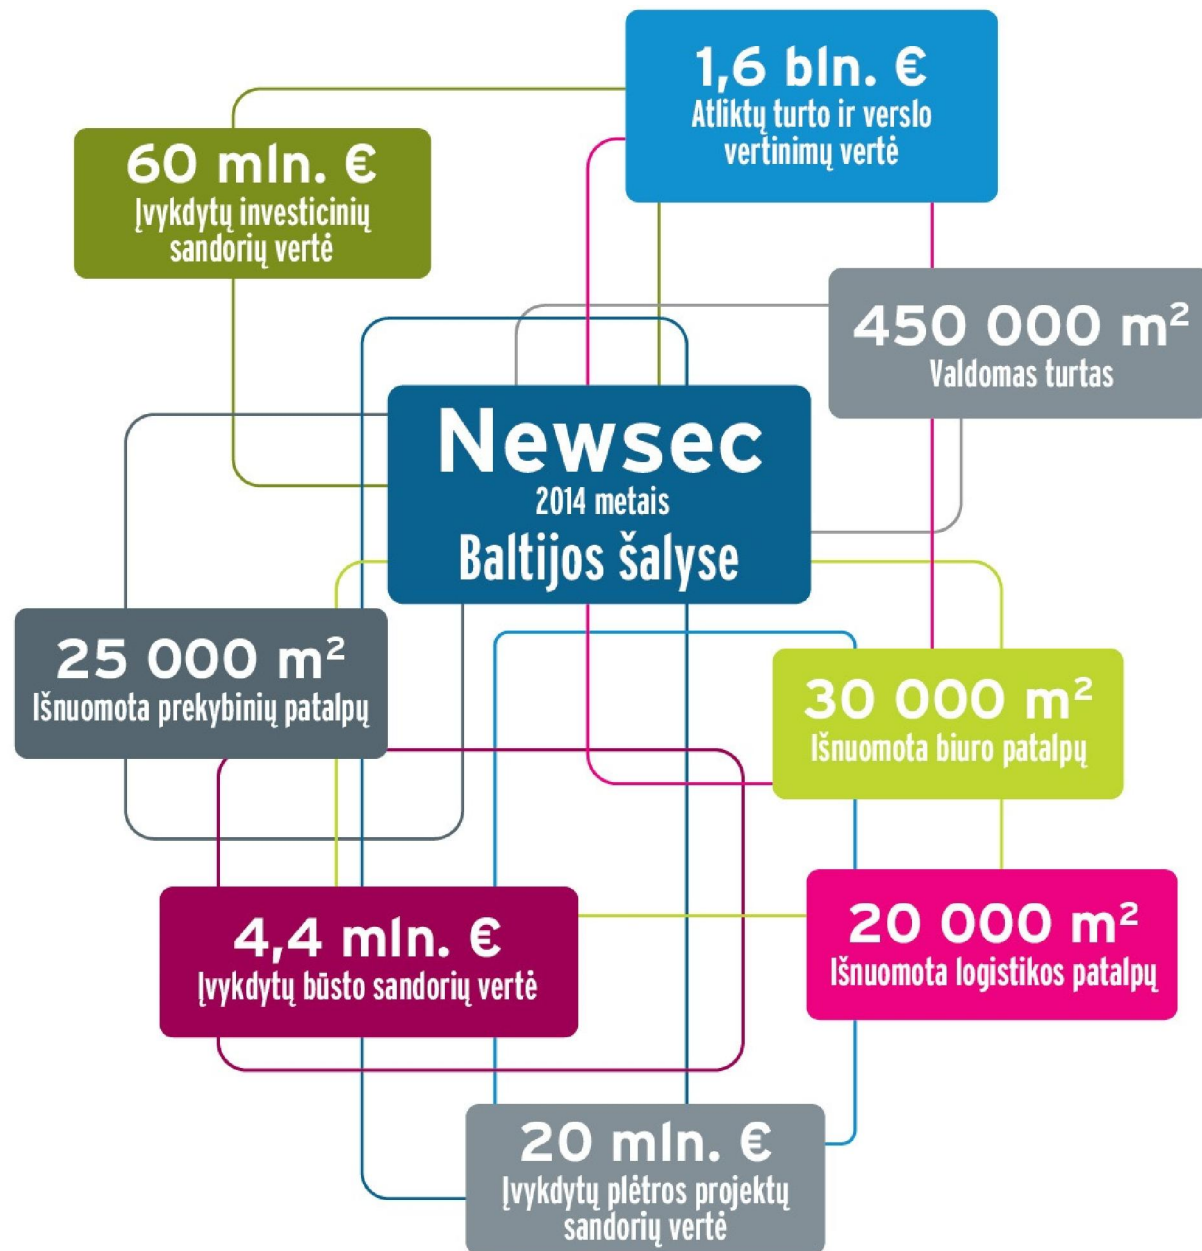 1,6 bln. €
Atliktų turto ir verslo
vertinimų vertė
60 mln. €
Įvykdytų investicinių
sandorių vertė
450 000 m²
Valdomas turtas
Newsec
2014 metais
Baltijos šalyse
25 000 m²
Išnuomota prekybinių patalpų
30 000 m²
Išnuomota biuro patalpų
4,4 mln. €
Įvykdytų būsto sandorių vertė
20 000 m²
Išnuomota logistikos patalpų
20 mln. €
Įvykdytų plėtros projektų
sandorių vertė